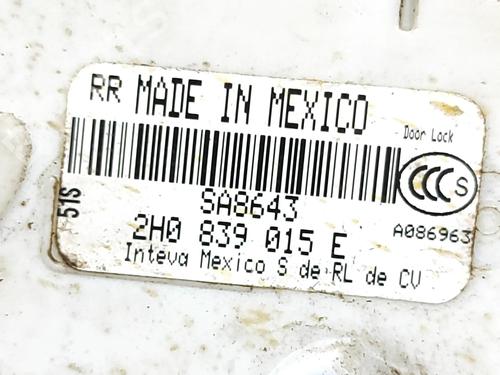 RR MADE IN MEXICO
Door Lock
CCC S
51S
SA8643
A086963
2H0 839 015 E
Inteva Mexico S de RL de CV